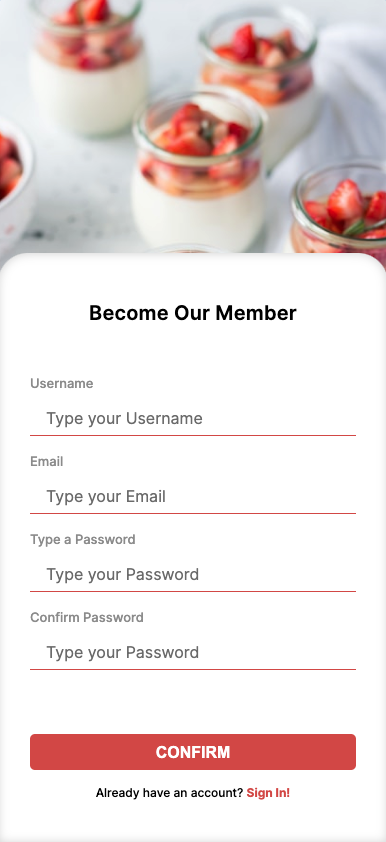 Become Our Member
Username
Type your Username
Email
Type your Email
Type a Password
Type your Password
Confirm Password
Type your Password
CONFIRM
Already have an account? Sign In!